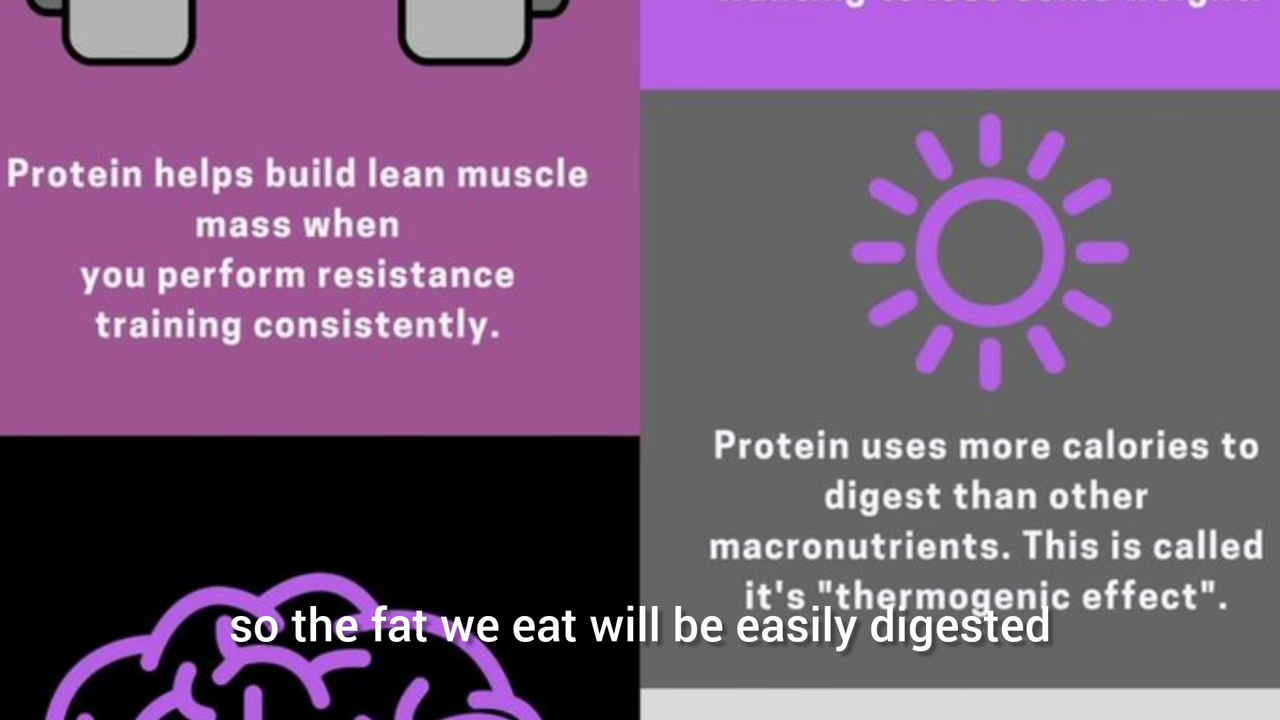 Protein helps build lean muscle
mass when
you perform resistance
training consistently.
Protein uses more calories to
digest than other
macronutrients. This is called
it's "thermogenic effect".
so the fat we eat will be easily digested